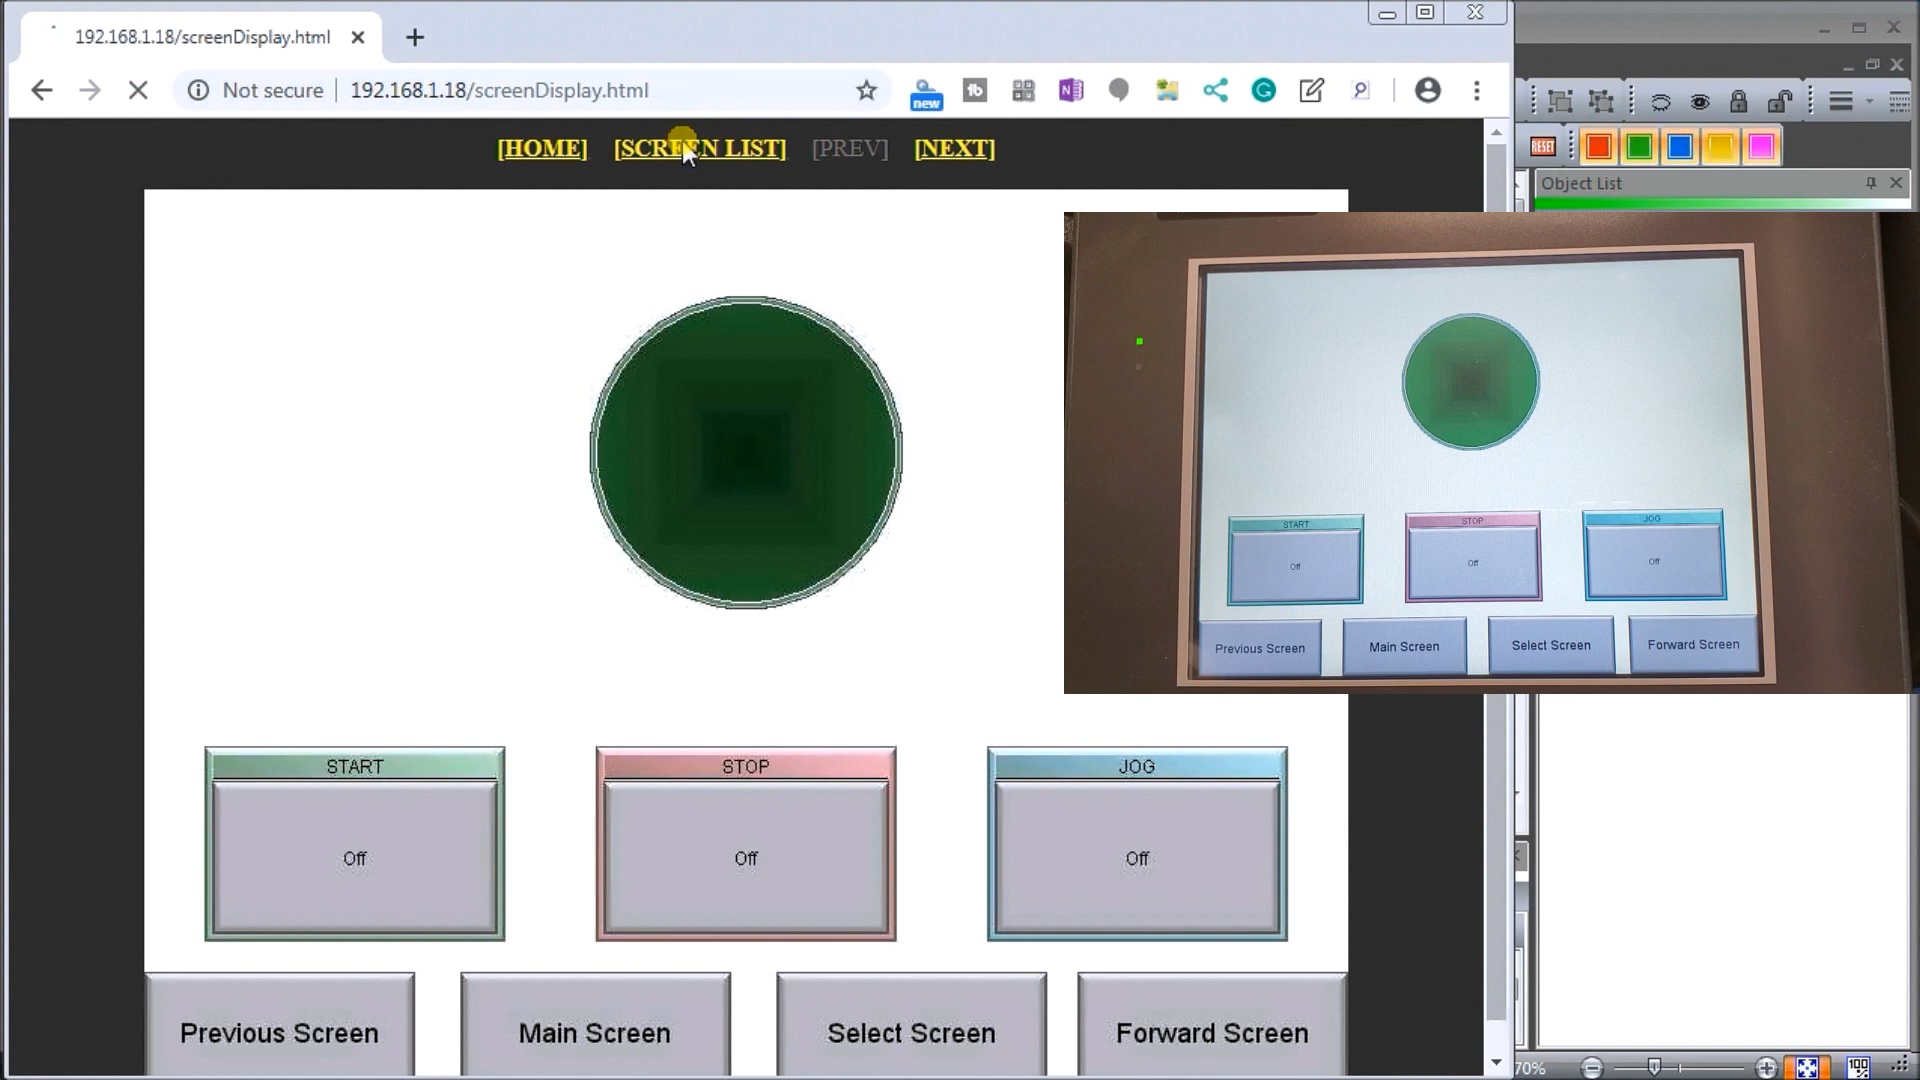 192.168.1.18/screenDisplay.html
Not secure
192.168.1.18/screenDisplay.html
new
[HOME] [SCREEN LIST] [PREV] [NEXT]
RESET
Object List
START
Off
STOP
Off
JOG
Off
Previous Screen
Main Screen
Select Screen
Forward Screen
START
Off
STOP
Off
JOG
Off
Previous Screen
Main Screen
Select Screen
Forward Screen
70%
100